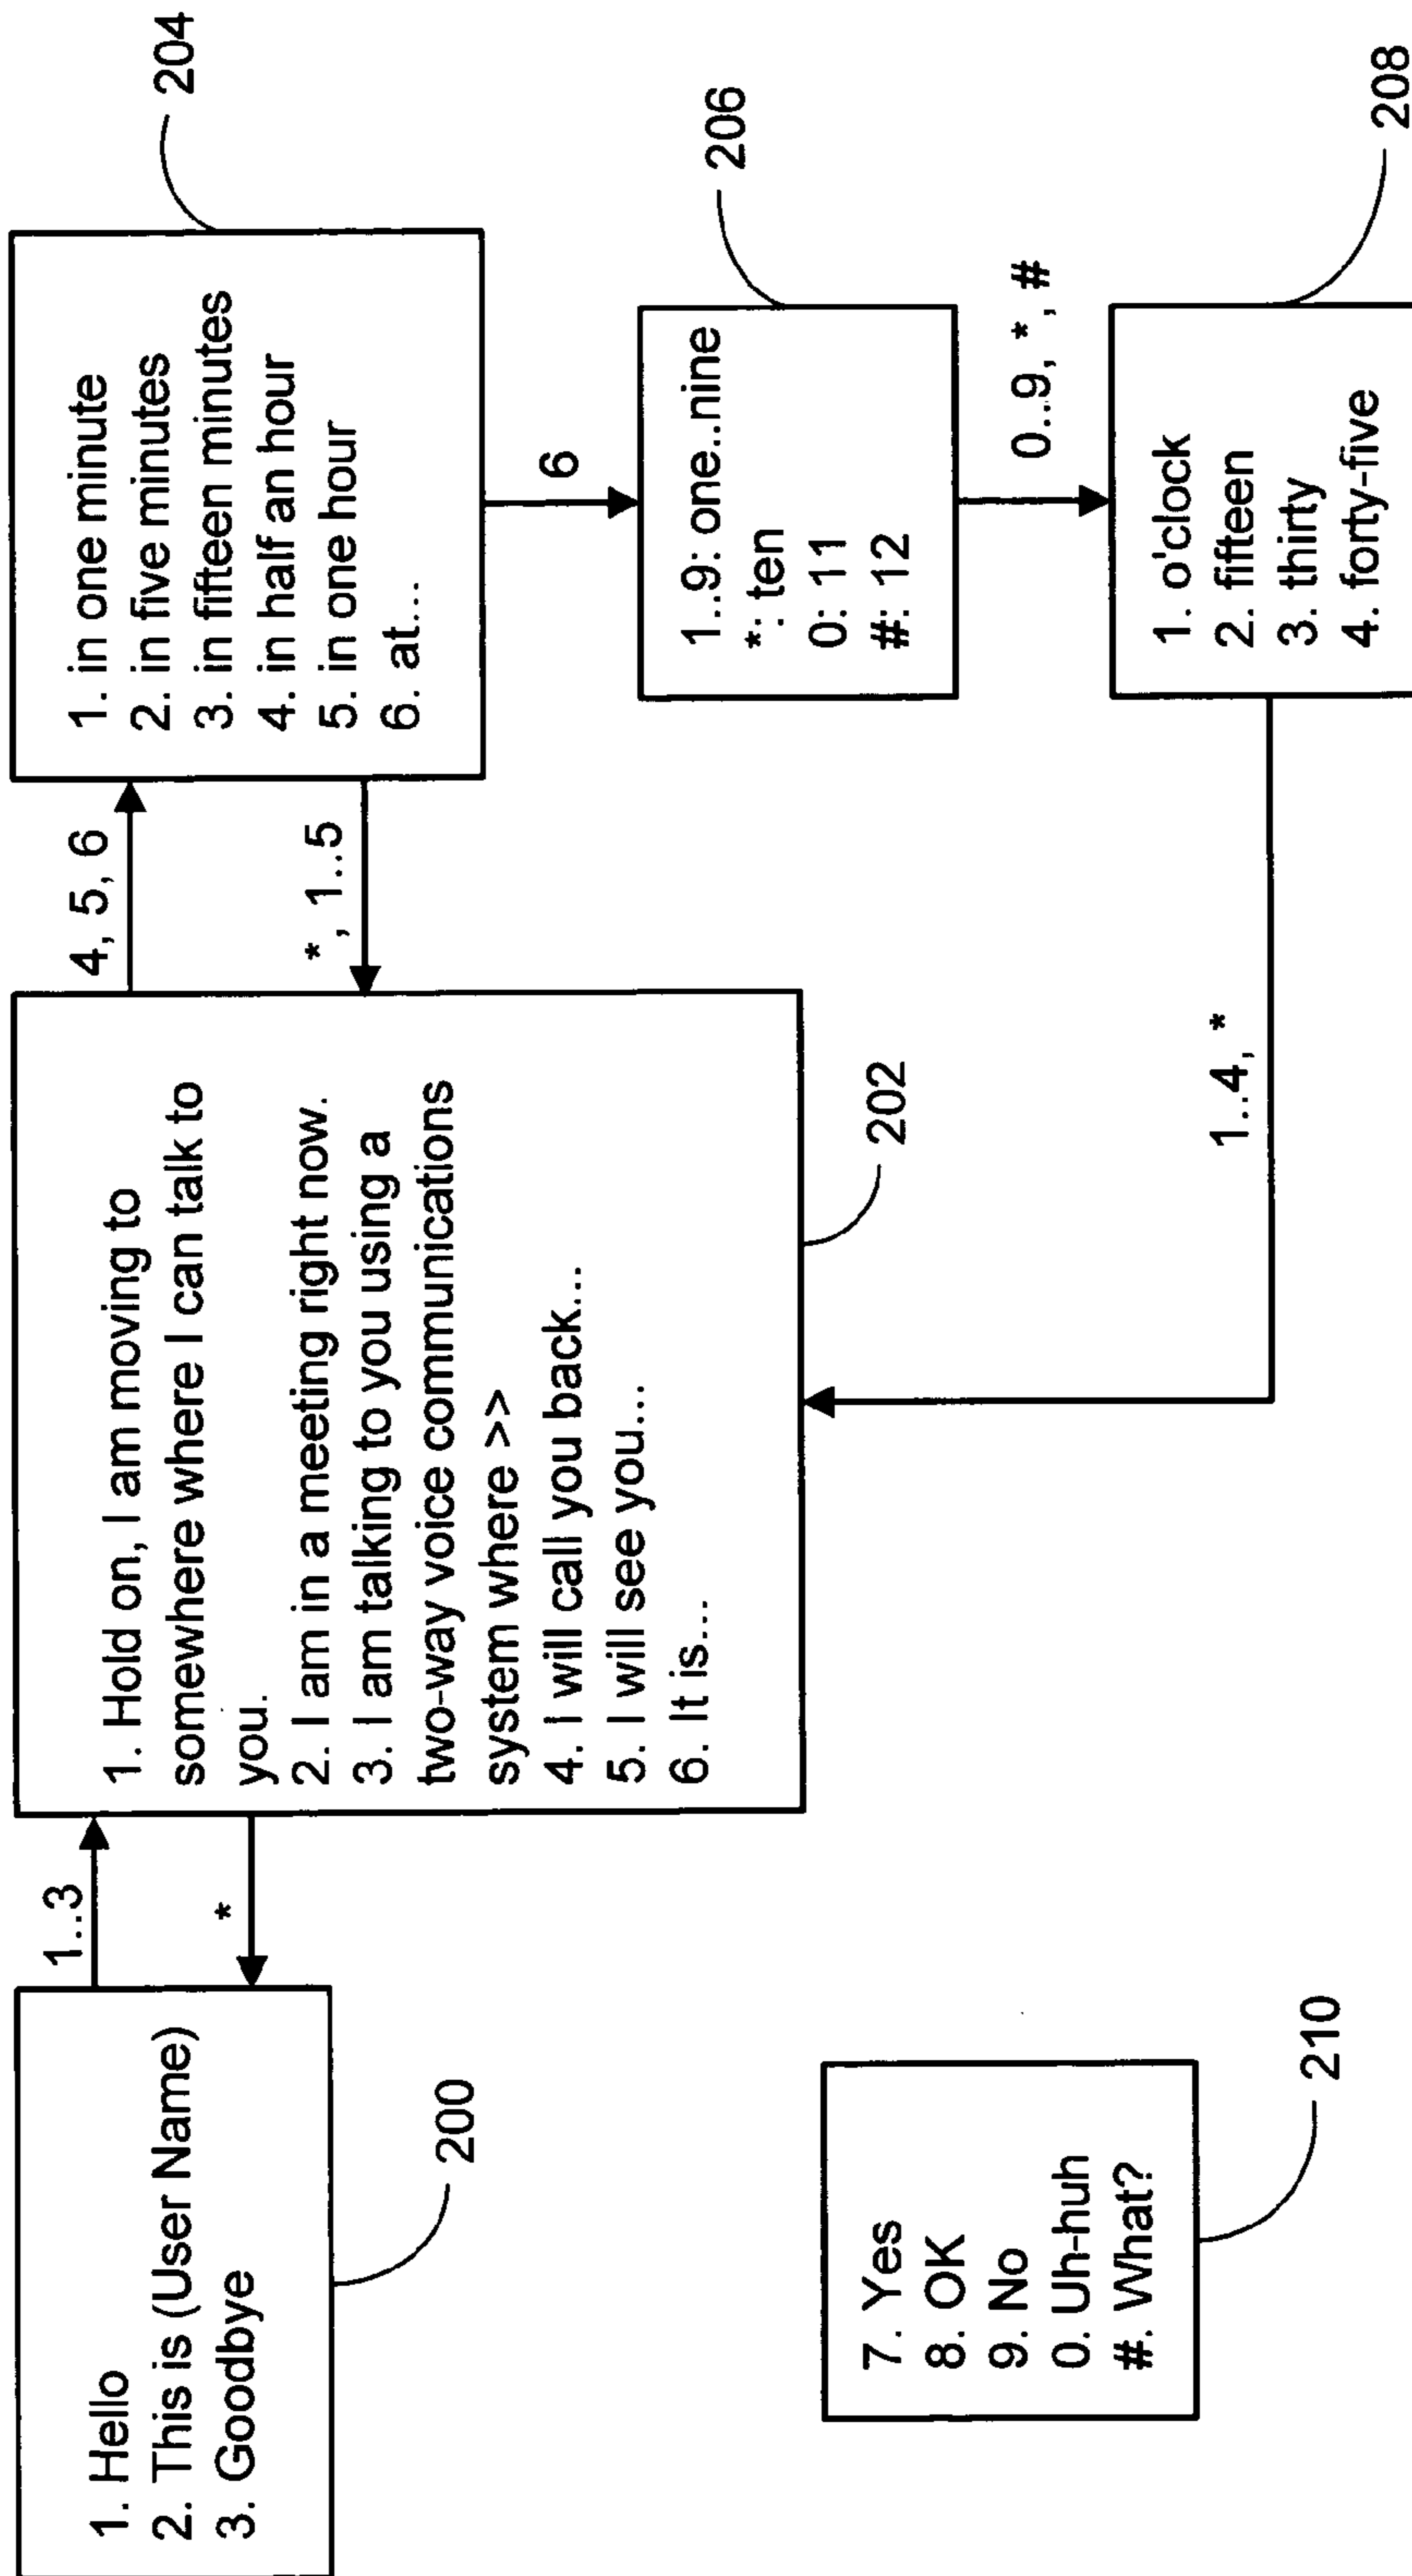 1. Hello
2. This is (User Name)
3. Goodbye
200
1..3
*
1. Hold on, I am moving to
somewhere where I can talk to
you.
2. I am in a meeting right now.
3. I am talking to you using a
two-way voice communications
system where >>
4. I will call you back...
5. I will see you...
6. It is...
202
4, 5, 6
*, 1..5
1. in one minute
2. in five minutes
3. in fifteen minutes
4. in half an hour
5. in one hour
6. at...
204
6
1..9: one..nine
*: ten
0: 11
#: 12
206
0..9, *, #
1. o'clock
2. fifteen
3. thirty
4. forty-five
208
1..4, *
7. Yes
8. OK
9. No
0. Uh-huh
#. What?
210